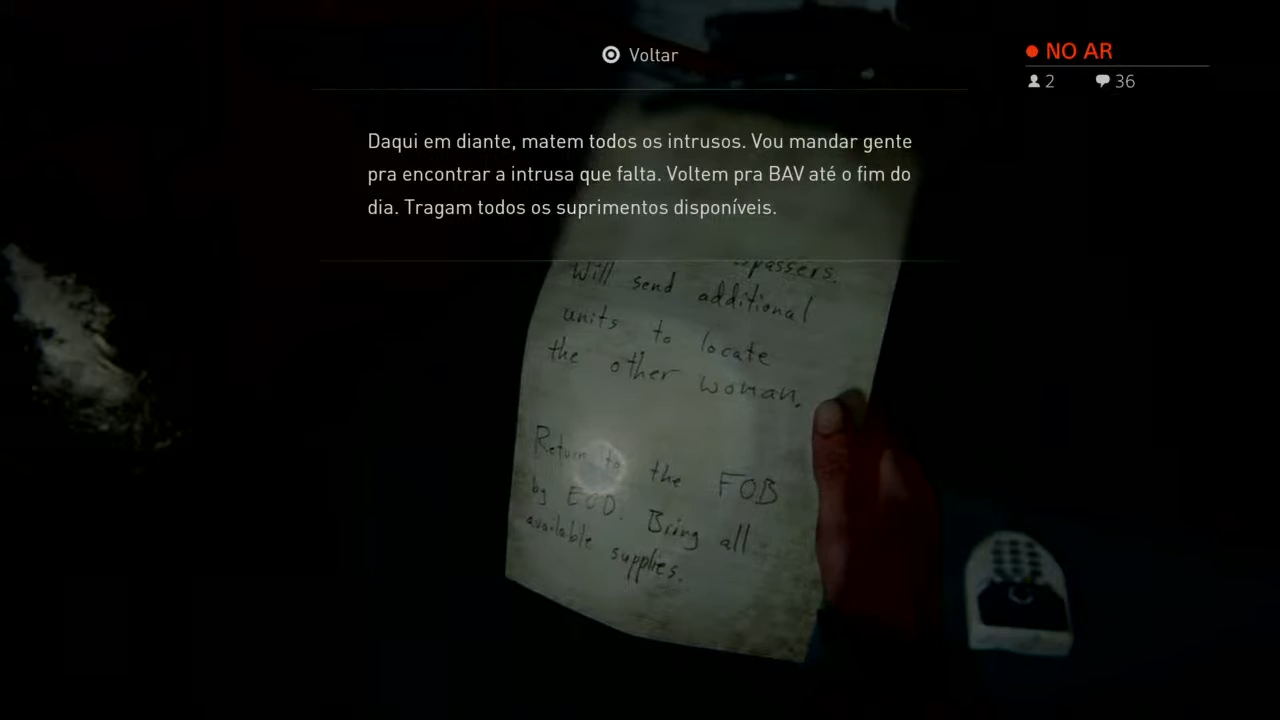 Voltar
NO AR
2 36
Daqui em diante, matem todos os intrusos. Vou mandar gente
pra encontrar a intrusa que falta. Voltem pra BAV até o fim do
dia. Tragam todos os suprimentos disponíveis.
Will send additional
units to locate
the other woman.
Return to the FOB
by EOD. Bring all
available supplies.